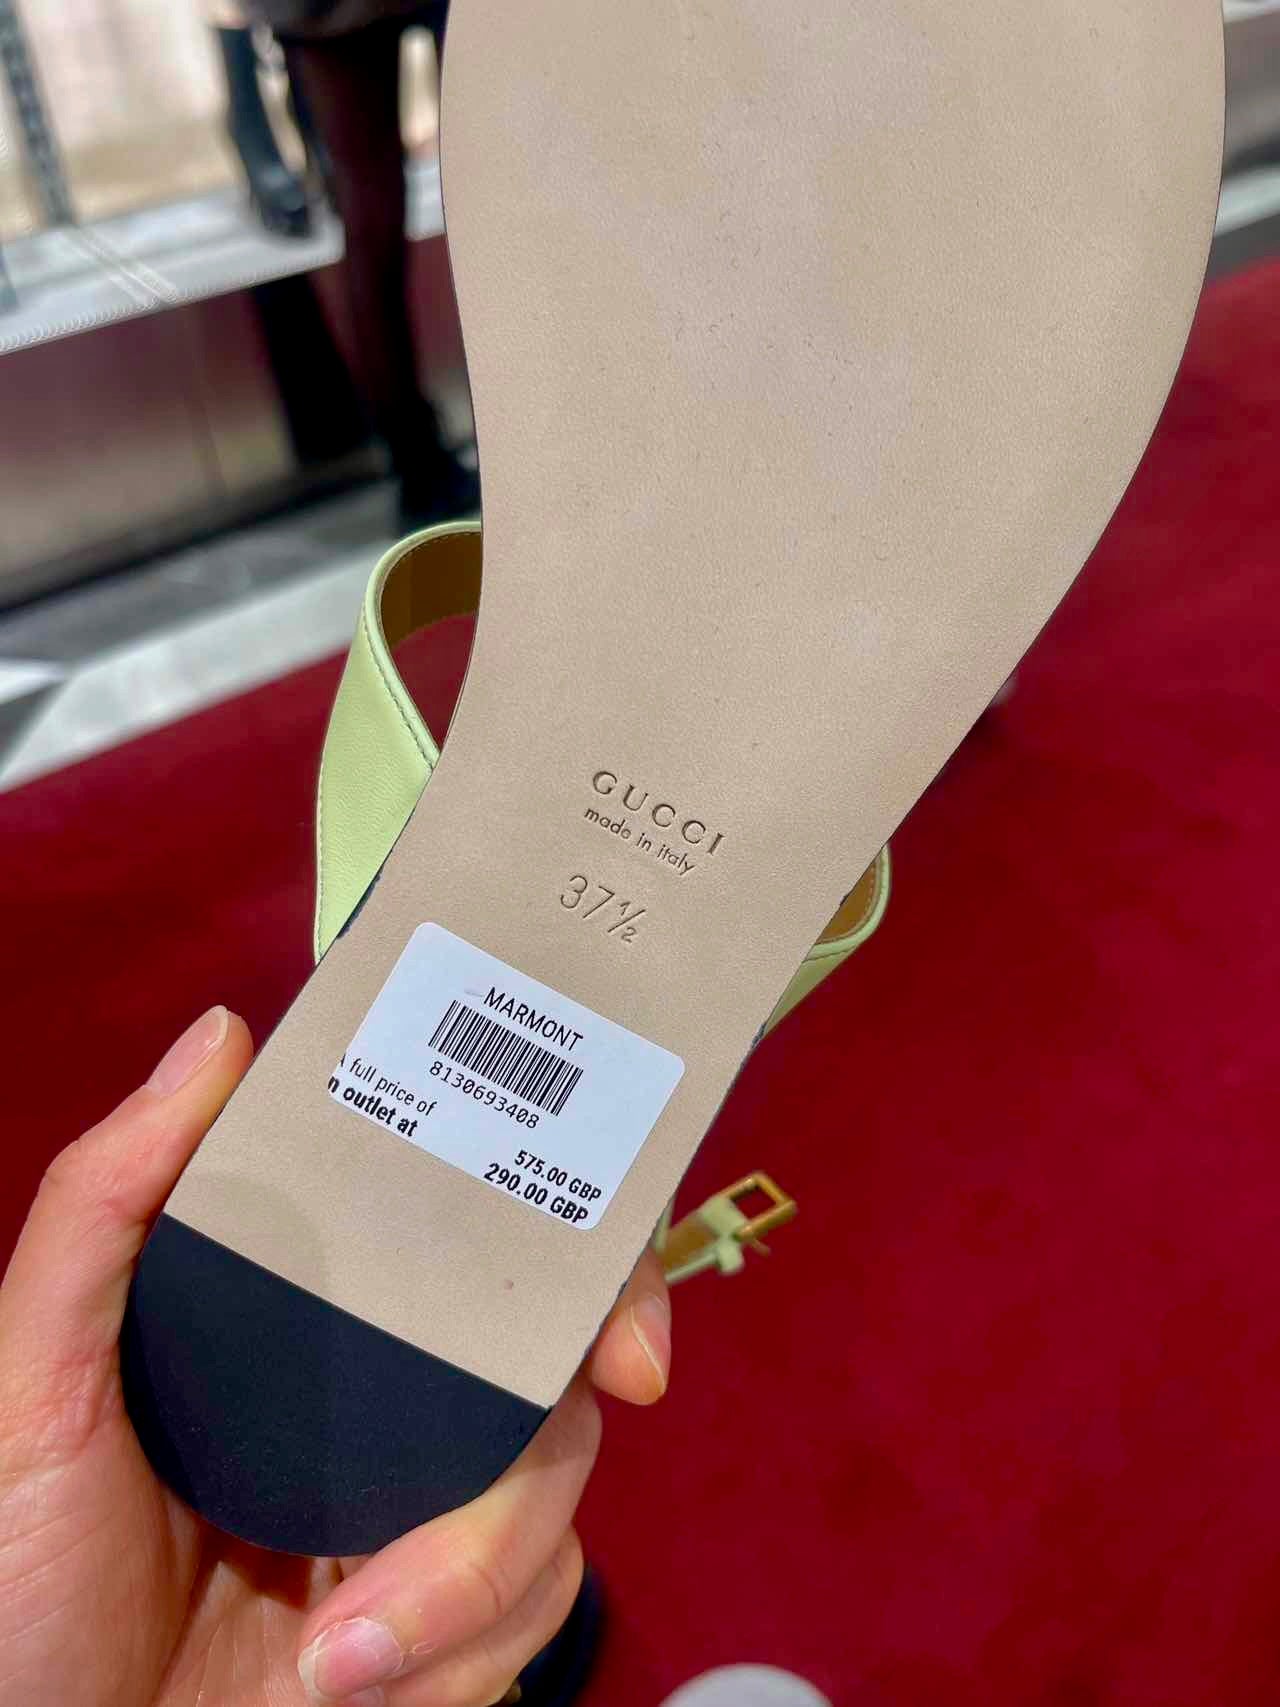 GUCCI
made in italy
37½
MARMONT
8130693408
full price of
575.00 GBP
outlet at
290.00 GBP